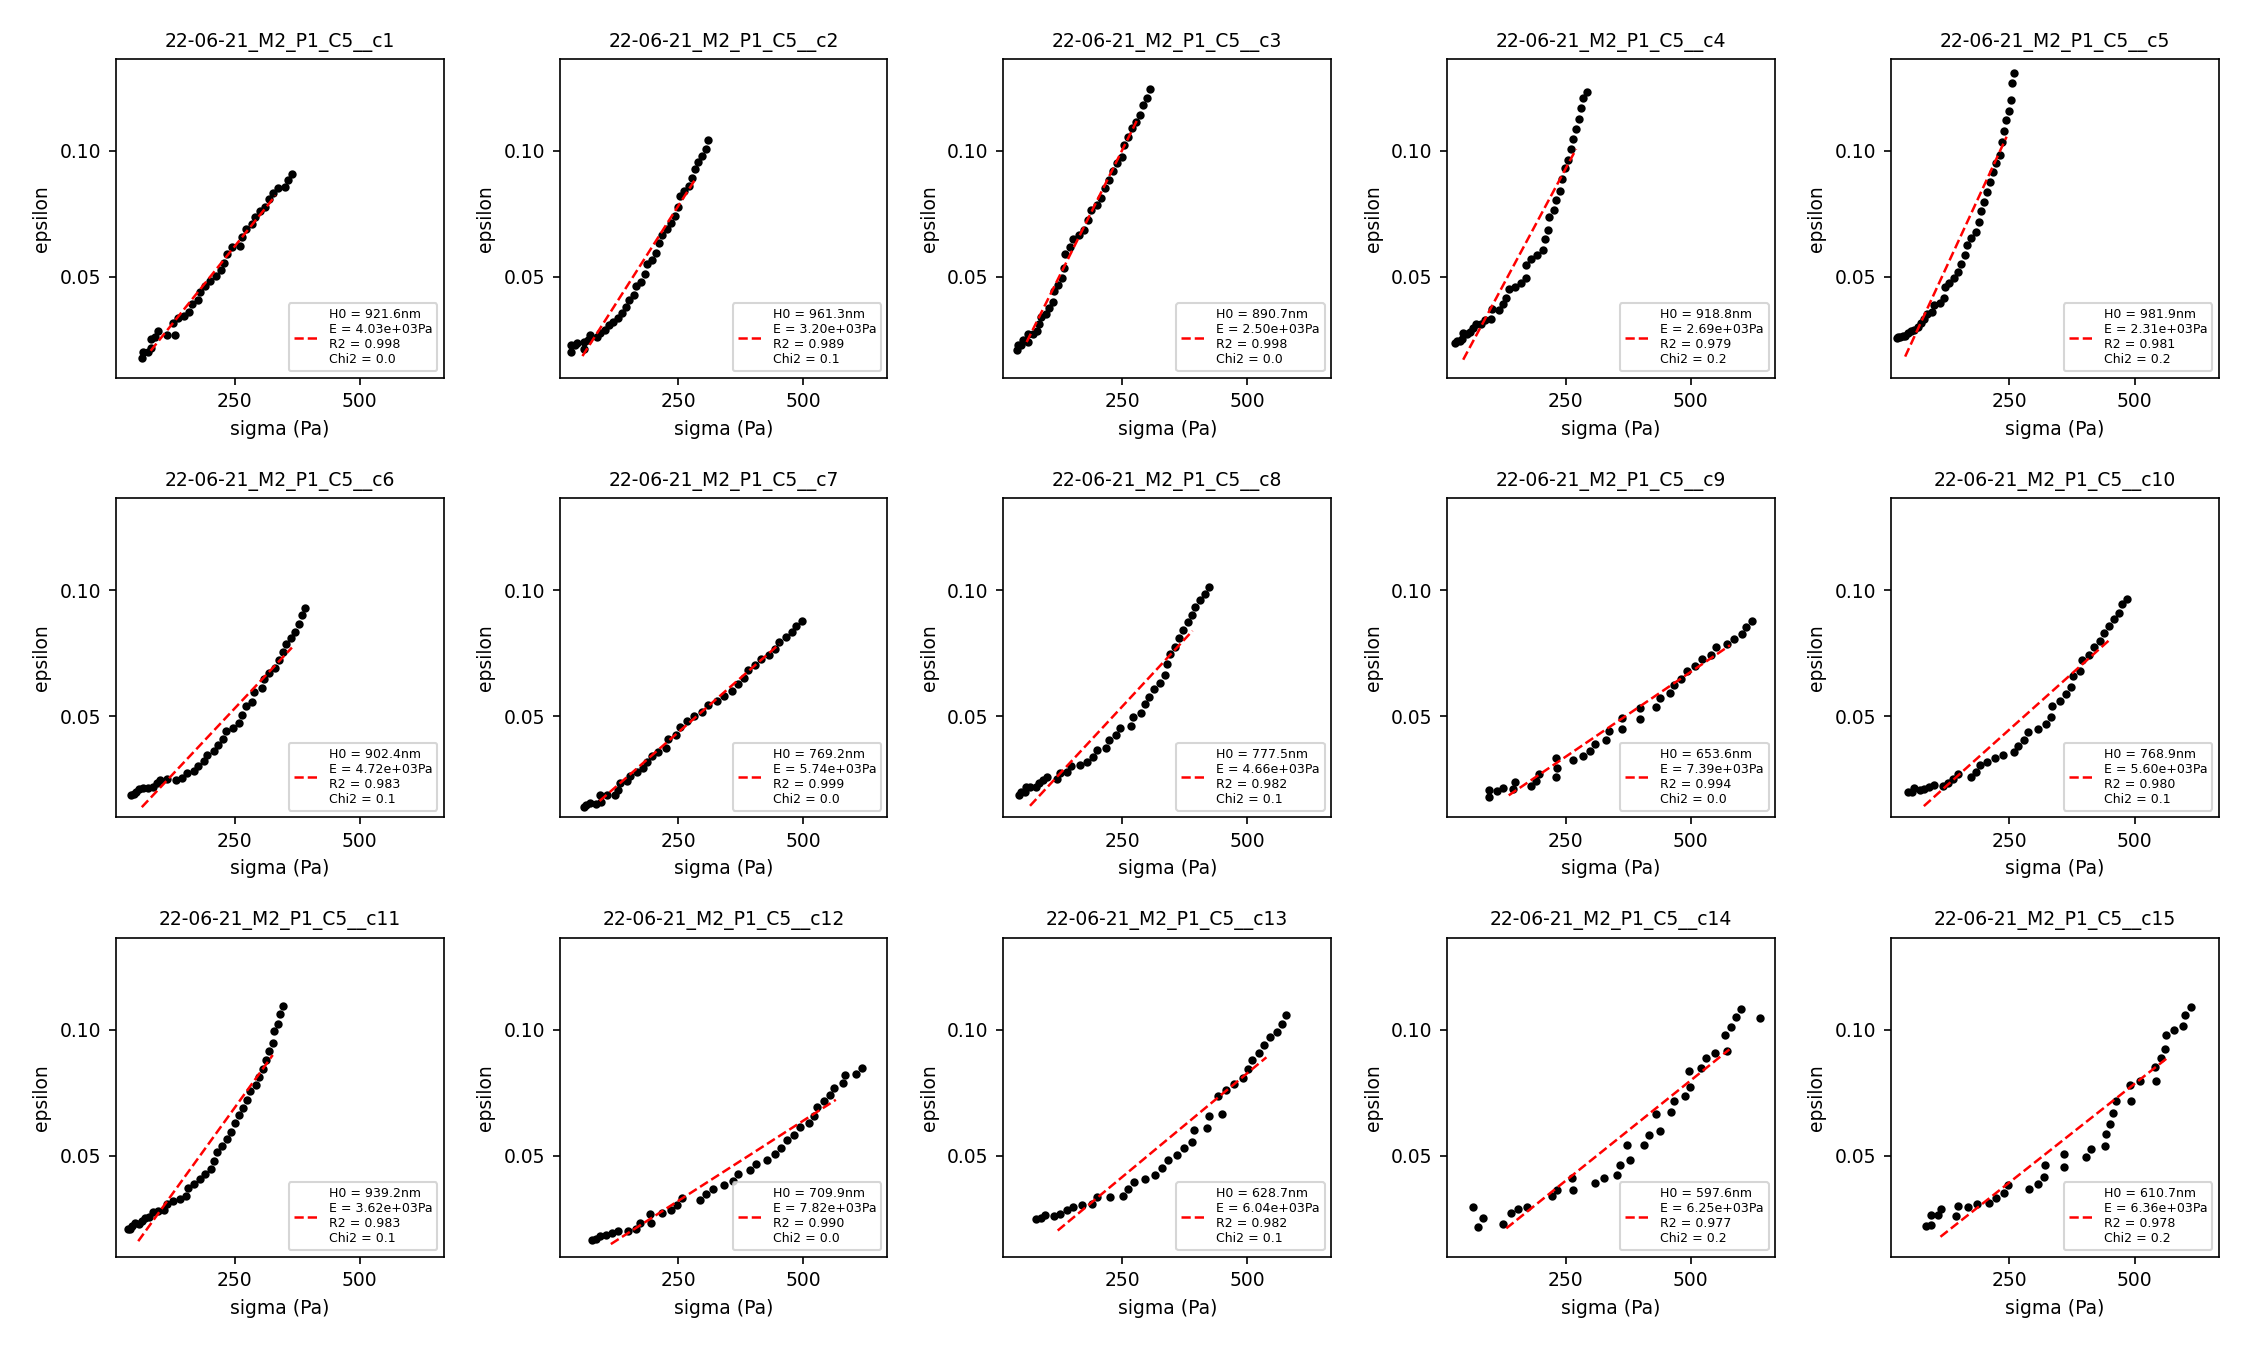 22-06-21_M2_P1_C5__c1
0.10
0.05
epsilon
H0 = 921.6nm
E = 4.03e+03Pa
R2 = 0.998
Chi2 = 0.0
250
500
sigma (Pa)
22-06-21_M2_P1_C5__c2
0.10
0.05
epsilon
H0 = 961.3nm
E = 3.20e+03Pa
R2 = 0.989
Chi2 = 0.1
250
500
sigma (Pa)
22-06-21_M2_P1_C5__c3
0.10
0.05
epsilon
H0 = 890.7nm
E = 2.50e+03Pa
R2 = 0.998
Chi2 = 0.0
250
500
sigma (Pa)
22-06-21_M2_P1_C5__c4
0.10
0.05
epsilon
H0 = 918.8nm
E = 2.69e+03Pa
R2 = 0.979
Chi2 = 0.2
250
500
sigma (Pa)
22-06-21_M2_P1_C5__c5
0.10
0.05
epsilon
H0 = 981.9nm
E = 2.31e+03Pa
R2 = 0.981
Chi2 = 0.2
250
500
sigma (Pa)
22-06-21_M2_P1_C5__c6
0.10
0.05
epsilon
H0 = 902.4nm
E = 4.72e+03Pa
R2 = 0.983
Chi2 = 0.1
250
500
sigma (Pa)
22-06-21_M2_P1_C5__c7
0.10
0.05
epsilon
H0 = 769.2nm
E = 5.74e+03Pa
R2 = 0.999
Chi2 = 0.0
250
500
sigma (Pa)
22-06-21_M2_P1_C5__c8
0.10
0.05
epsilon
H0 = 777.5nm
E = 4.66e+03Pa
R2 = 0.982
Chi2 = 0.1
250
500
sigma (Pa)
22-06-21_M2_P1_C5__c9
0.10
0.05
epsilon
H0 = 653.6nm
E = 7.39e+03Pa
R2 = 0.994
Chi2 = 0.0
250
500
sigma (Pa)
22-06-21_M2_P1_C5__c10
0.10
0.05
epsilon
H0 = 768.9nm
E = 5.60e+03Pa
R2 = 0.980
Chi2 = 0.1
250
500
sigma (Pa)
22-06-21_M2_P1_C5__c11
0.10
0.05
epsilon
H0 = 939.2nm
E = 3.62e+03Pa
R2 = 0.983
Chi2 = 0.1
250
500
sigma (Pa)
22-06-21_M2_P1_C5__c12
0.10
0.05
epsilon
H0 = 709.9nm
E = 7.82e+03Pa
R2 = 0.990
Chi2 = 0.0
250
500
sigma (Pa)
22-06-21_M2_P1_C5__c13
0.10
0.05
epsilon
H0 = 628.7nm
E = 6.04e+03Pa
R2 = 0.982
Chi2 = 0.1
250
500
sigma (Pa)
22-06-21_M2_P1_C5__c14
0.10
0.05
epsilon
H0 = 597.6nm
E = 6.25e+03Pa
R2 = 0.977
Chi2 = 0.2
250
500
sigma (Pa)
22-06-21_M2_P1_C5__c15
0.10
0.05
epsilon
H0 = 610.7nm
E = 6.36e+03Pa
R2 = 0.978
Chi2 = 0.2
250
500
sigma (Pa)